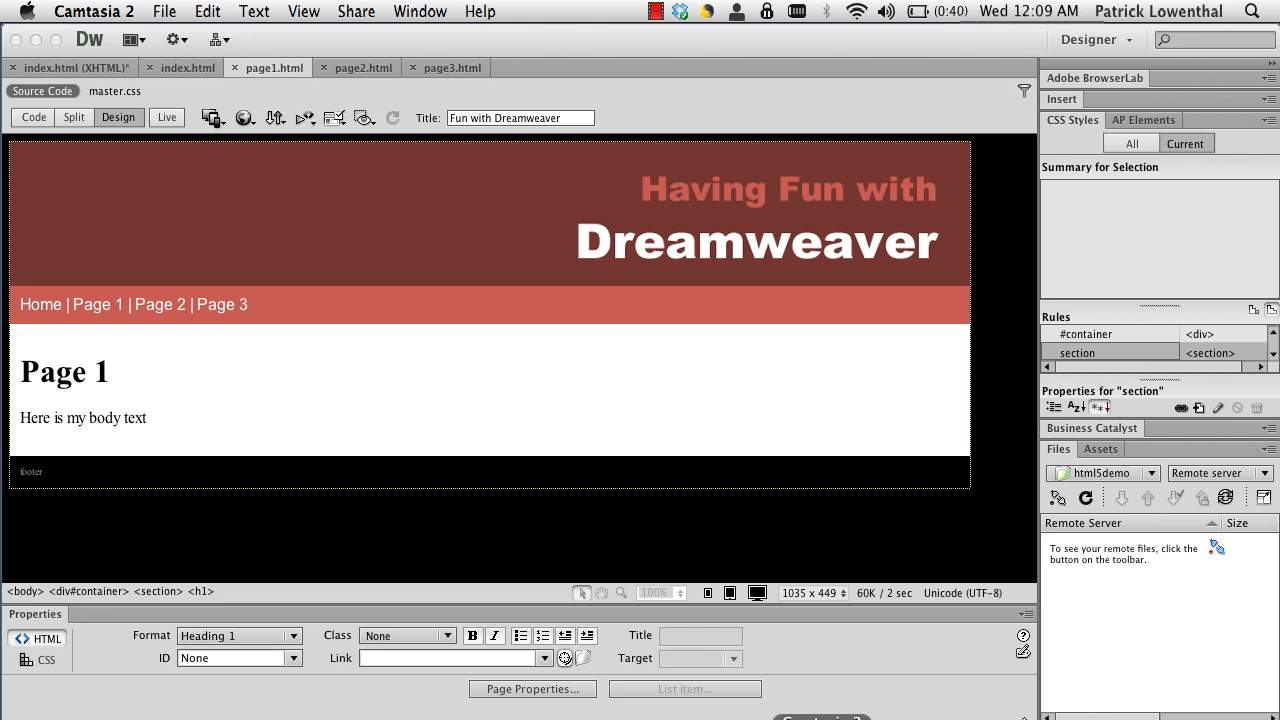 Camtasia 2 File Edit Text View Share Window Help (0:40) Wed 12:09 AM Patrick Lowenthal
Dw Designer
index.html (XHTML)* index.html page1.html page2.html page3.html
Source Code master.css
Code Split Design Live Title: Fun with Dreamweaver
Having Fun with
Dreamweaver
Home | Page 1 | Page 2 | Page 3
Page 1
Here is my body text
footer
<body> <div#container> <section> <h1> 100% 1035 x 449 60K / 2 sec Unicode (UTF-8)
Properties
HTML Format Heading 1 Class None B I Title
CSS ID None Link Target
Page Properties... List Item...
Adobe BrowserLab
Insert
CSS Styles AP Elements
All Current
Summary for Selection
Rules
#container <div>
section <section>
Properties for "section"
Business Catalyst
Files Assets
html5demo Remote server
Remote Server Size
To see your remote files, click the
button on the toolbar.